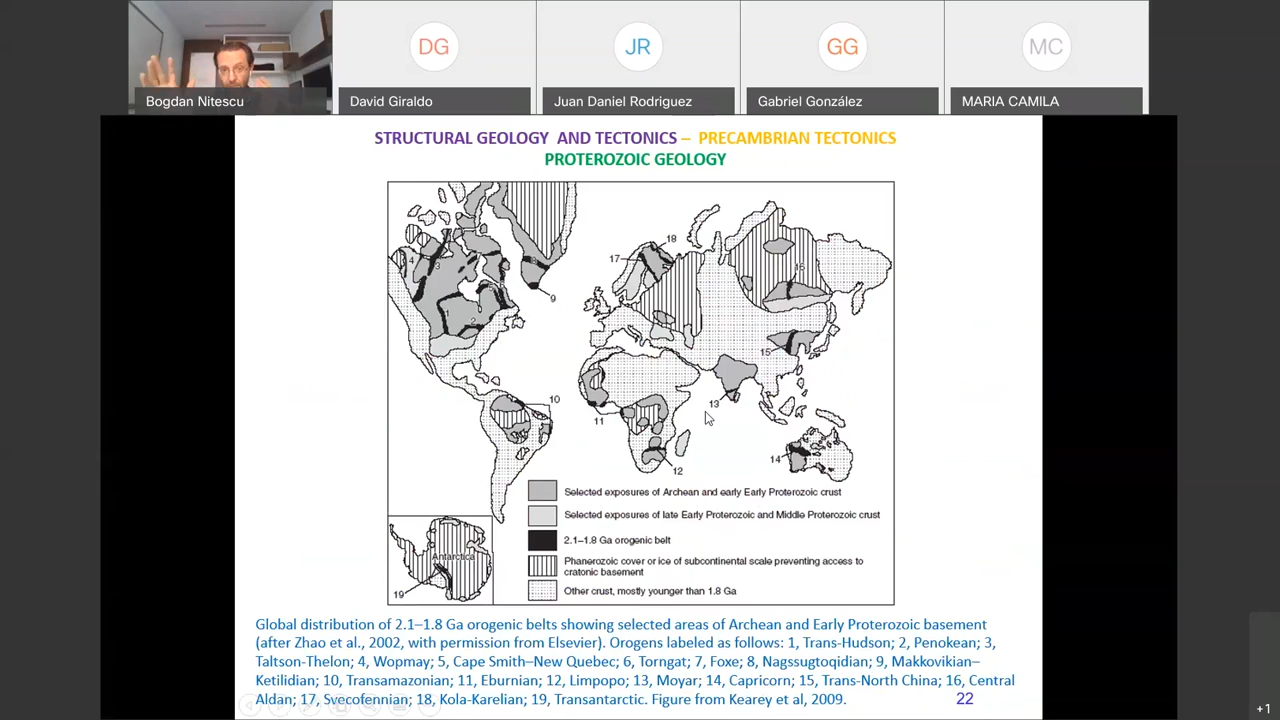 DG
JR
GG
MC
Bogdan Nitescu
David Giraldo
Juan Daniel Rodriguez
Gabriel González
MARIA CAMILA
STRUCTURAL GEOLOGY AND TECTONICS – PRECAMBRIAN TECTONICS
PROTEROZOIC GEOLOGY
18
17
16
4
3
9
2
15
10
13
11
14
12
Selected exposures of Archean and early Early Proterozoic crust
Selected exposures of late Early Proterozoic and Middle Proterozoic crust
2.1–1.8 Ga orogenic belt
Antarctica
Phanerozoic cover or ice of subcontinental scale preventing access to
cratonic basement
19
Other crust, mostly younger than 1.8 Ga
Global distribution of 2.1–1.8 Ga orogenic belts showing selected areas of Archean and Early Proterozoic basement
(after Zhao et al., 2002, with permission from Elsevier). Orogens labeled as follows: 1, Trans-Hudson; 2, Penokean; 3,
Taltson-Thelon; 4, Wopmay; 5, Cape Smith–New Quebec; 6, Torngat; 7, Foxe; 8, Nagssugtoqidian; 9, Makkovikian–
Ketilidian; 10, Transamazonian; 11, Eburnian; 12, Limpopo; 13, Moyar; 14, Capricorn; 15, Trans-North China; 16, Central
Aldan; 17, Svecofennian; 18, Kola-Karelian; 19, Transantarctic. Figure from Kearey et al, 2009.
22
+1